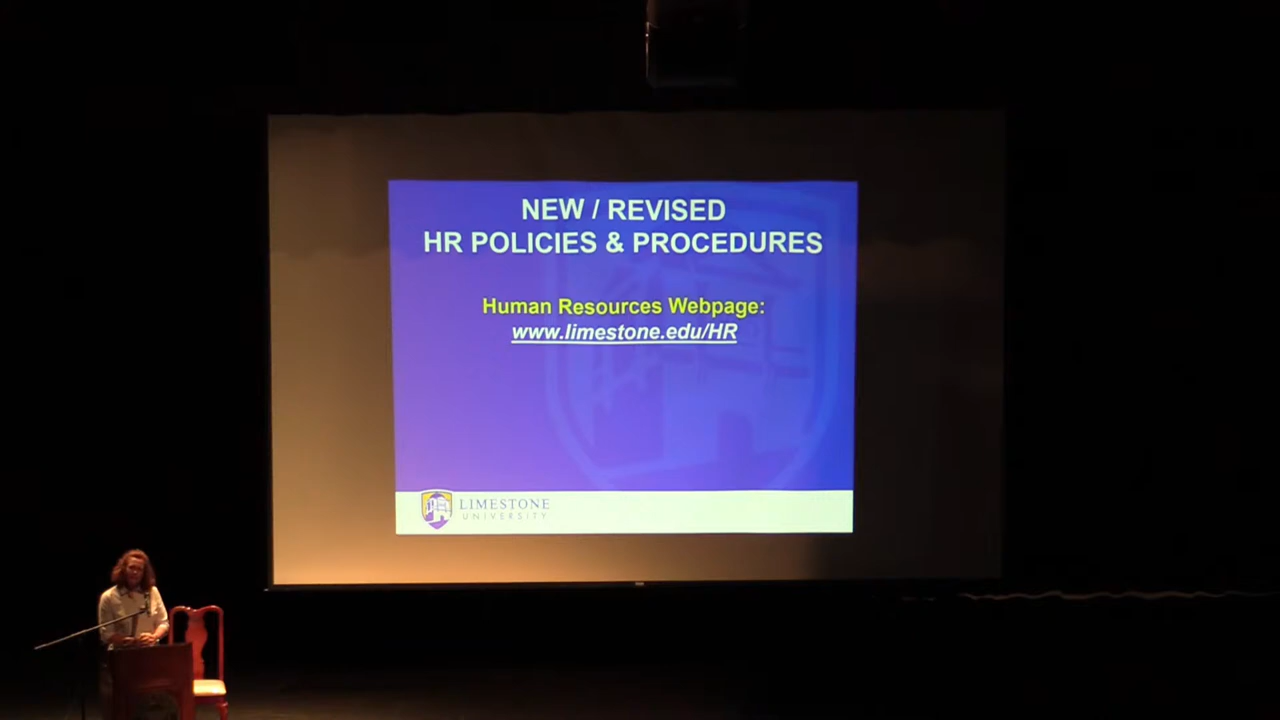 NEW / REVISED
HR POLICIES & PROCEDURES
Human Resources Webpage:
www.limestone.edu/HR
LIMESTONE
UNIVERSITY